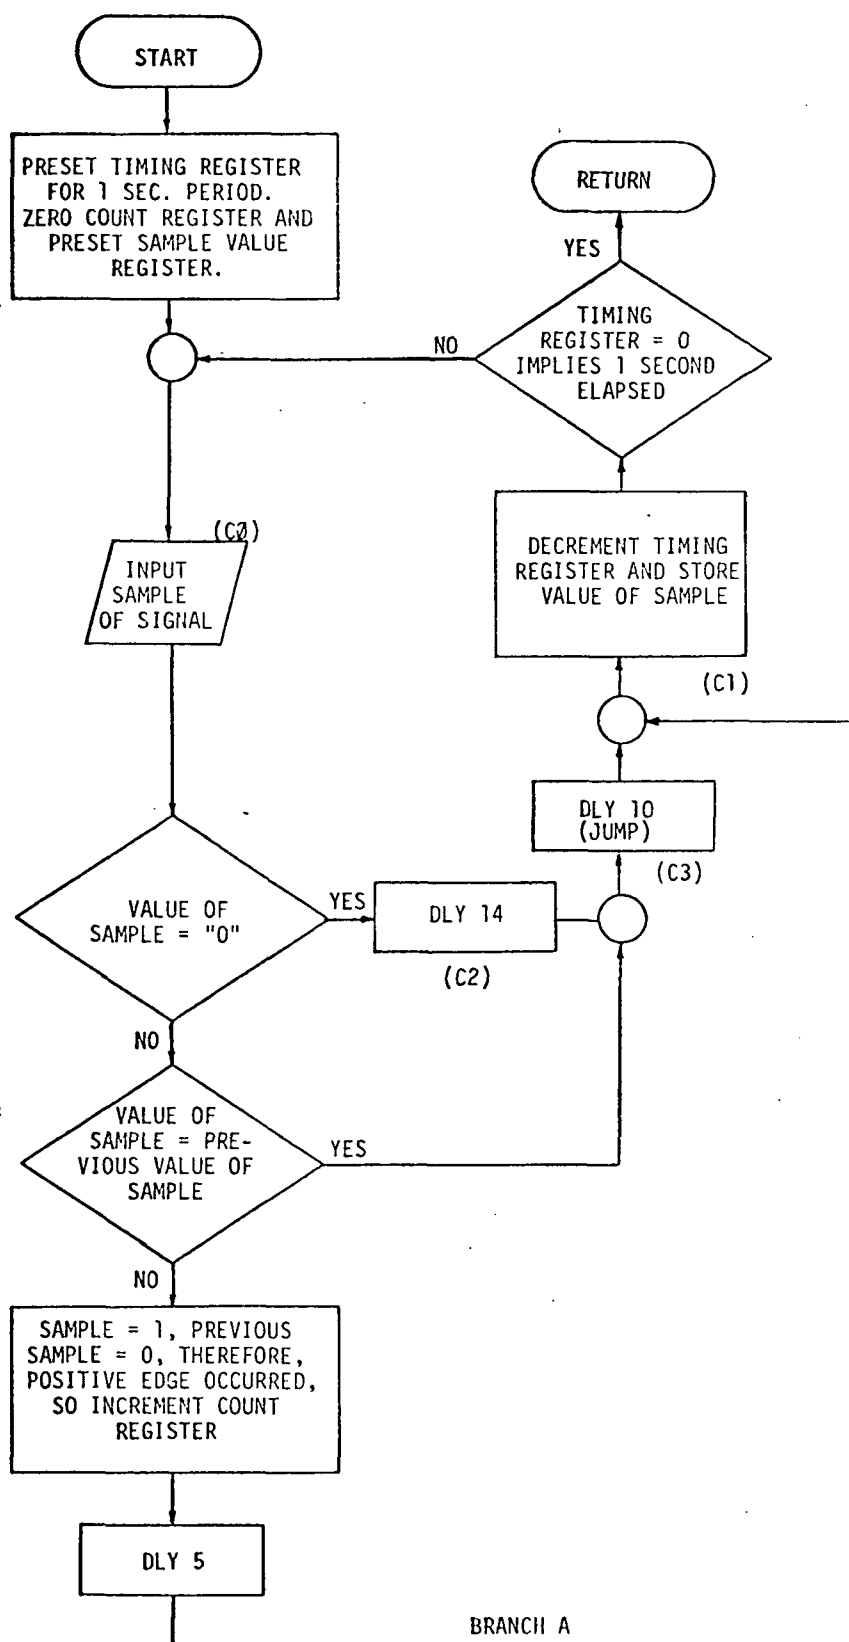 START
PRESET TIMING REGISTER
FOR 1 SEC. PERIOD.
ZERO COUNT REGISTER AND
PRESET SAMPLE VALUE
REGISTER.
RETURN
YES
TIMING
REGISTER = 0
IMPLIES 1 SECOND
ELAPSED
NO
(C0)
INPUT
SAMPLE
OF SIGNAL
DECREMENT TIMING
REGISTER AND STORE
VALUE OF SAMPLE
(C1)
DLY 10
(JUMP)
(C3)
VALUE OF
SAMPLE = "0"
YES
DLY 14
(C2)
NO
VALUE OF
SAMPLE = PRE-
VIOUS VALUE OF
SAMPLE
YES
NO
SAMPLE = 1, PREVIOUS
SAMPLE = 0, THEREFORE,
POSITIVE EDGE OCCURRED,
SO INCREMENT COUNT
REGISTER
DLY 5
BRANCH A